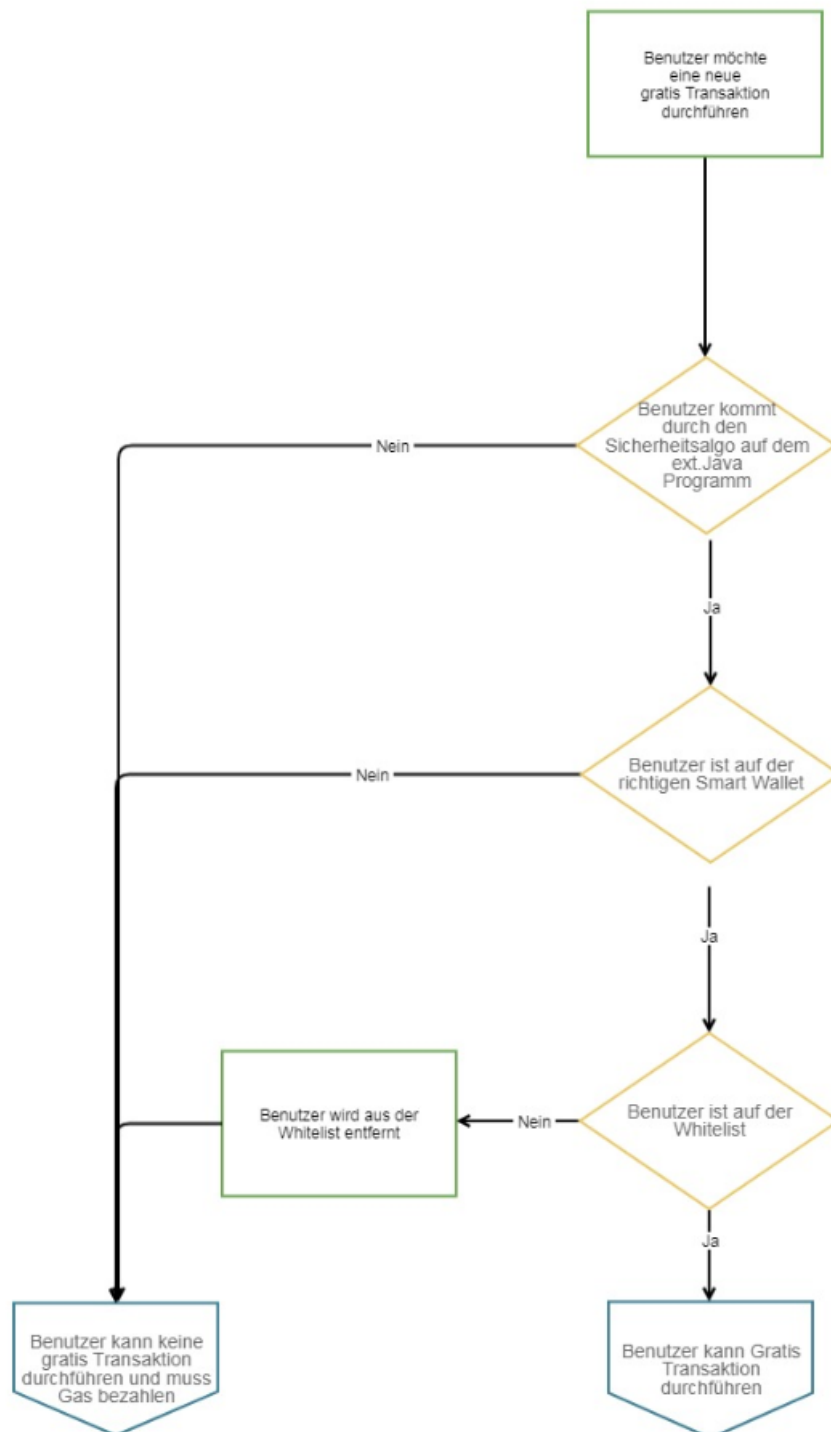 Benutzer möchte
eine neue
gratis Transaktion
durchführen
Benutzer kommt
durch den
Sicherheitsalgo auf dem
ext.Java
Programm
Nein
Ja
Benutzer ist auf der
richtigen Smart Wallet
Nein
Ja
Benutzer ist auf der
Whitelist
Nein
Benutzer wird aus der
Whitelist entfernt
Ja
Benutzer kann keine
gratis Transaktion
durchführen und muss
Gas bezahlen
Benutzer kann Gratis
Transaktion
durchführen